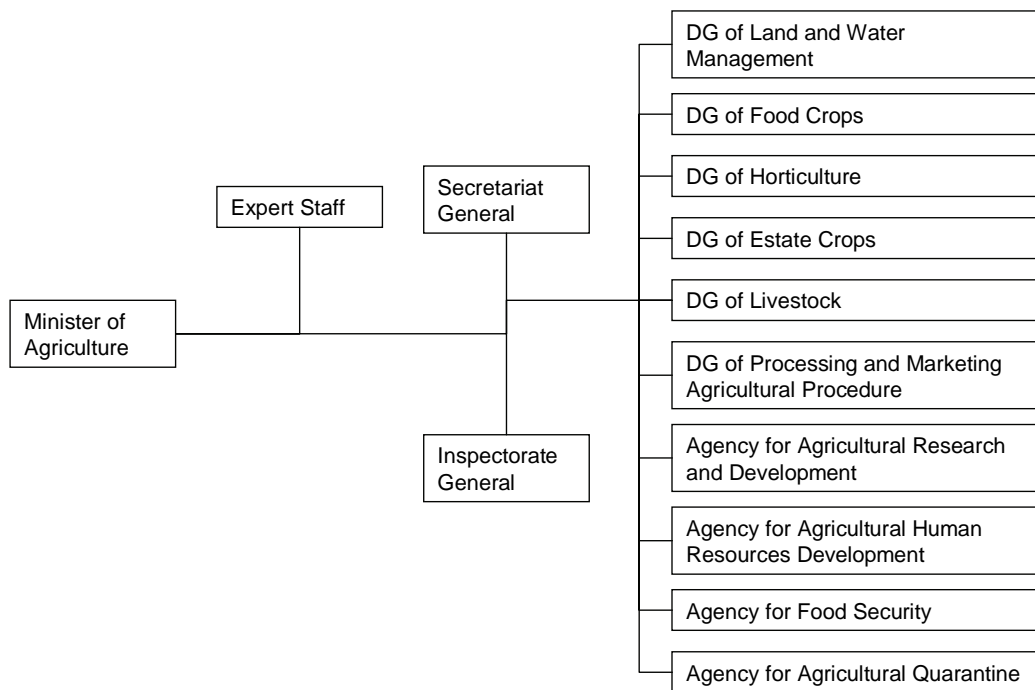 DG of Land and Water
Management
DG of Food Crops
DG of Horticulture
DG of Estate Crops
DG of Livestock
DG of Processing and Marketing
Agricultural Procedure
Agency for Agricultural Research
and Development
Agency for Agricultural Human
Resources Development
Agency for Food Security
Agency for Agricultural Quarantine
Secretariat
General
Inspectorate
General
Expert Staff
Minister of
Agriculture